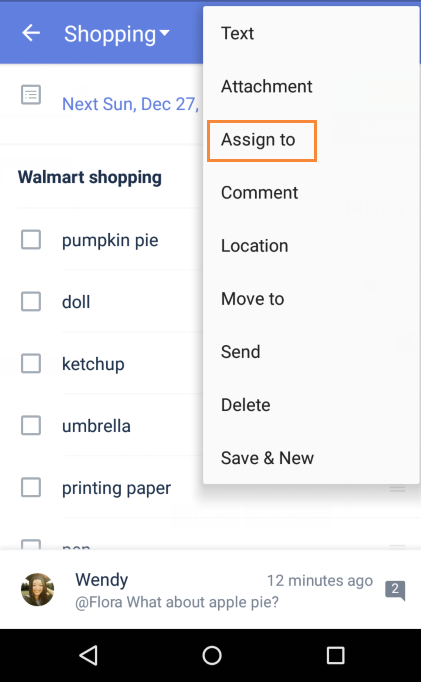 Shopping
Next Sun, Dec 27,
Walmart shopping
pumpkin pie
doll
ketchup
umbrella
printing paper
Text
Attachment
Assign to
Comment
Location
Move to
Send
Delete
Save & New
Wendy
12 minutes ago
@Flora What about apple pie?
2